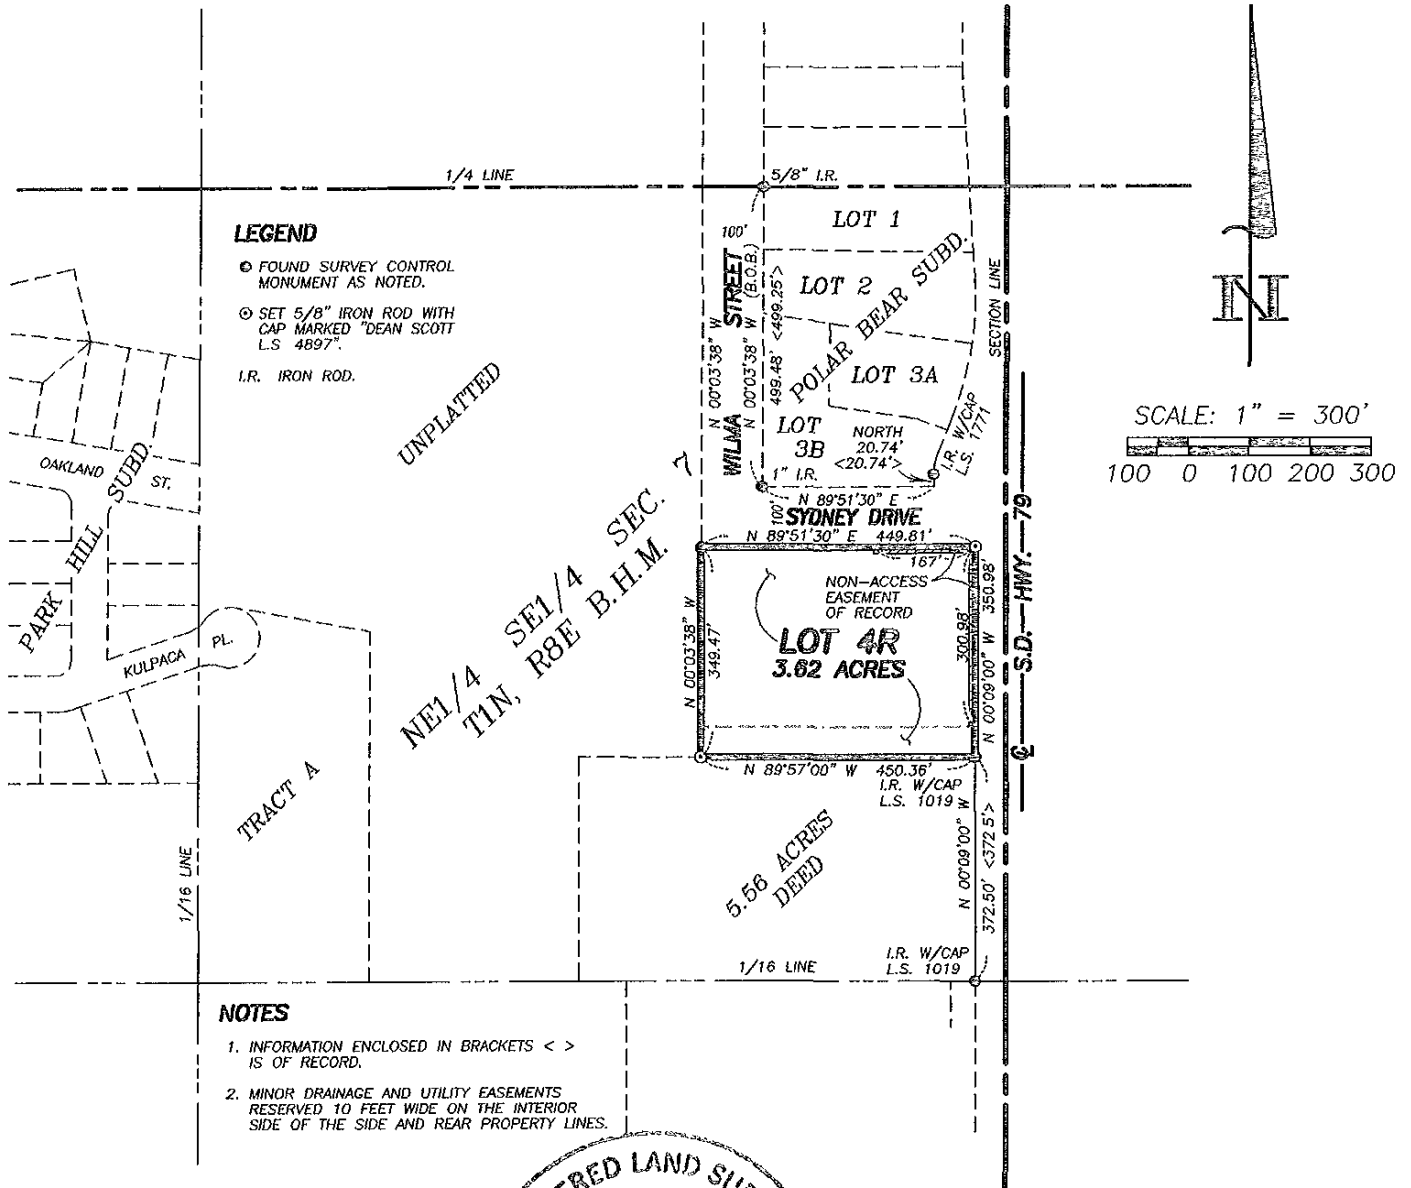 1/4 LINE
5/8" I.R.
LEGEND
FOUND SURVEY CONTROL
MONUMENT AS NOTED.
SET 5/8" IRON ROD WITH
CAP MARKED "DEAN SCOTT
L.S 4897".
I.R. IRON ROD.
100'
WILMA STREET
(B.O.B.)
N 00°03'38" W
N 00°03'38" W
499.48' <499.25'>
LOT 1
LOT 2
POLAR BEAR SUBD.
LOT 3A
LOT
3B
NORTH
20.74'
<20.74'>
I.R. W/CAP
L.S. 1771
SECTION LINE
1" I.R.
N 89°51'30" E
100'
SYDNEY DRIVE
N 89°51'30" E 449.81'
167'
NON-ACCESS
EASEMENT
OF RECORD
LOT 4R
3.62 ACRES
N 00°03'38" W
349.47'
300.98'
N 00°09'00" W 350.98'
N 89°57'00" W 450.36'
I.R. W/CAP
L.S. 1019
N 00°09'00" W
372.50' <372.5'>
I.R. W/CAP
L.S. 1019
S.D. HWY. 79
N
SCALE: 1" = 300'
100 0 100 200 300
UNPLATTED
OAKLAND ST.
PARK HILL SUBD.
KULPACA PL.
TRACT A
NE1/4 SE1/4 SEC. 7
T1N, R8E B.H.M.
5.56 ACRES
DEED
1/16 LINE
1/16 LINE
NOTES
1. INFORMATION ENCLOSED IN BRACKETS < >
IS OF RECORD.
2. MINOR DRAINAGE AND UTILITY EASEMENTS
RESERVED 10 FEET WIDE ON THE INTERIOR
SIDE OF THE SIDE AND REAR PROPERTY LINES.
LAND